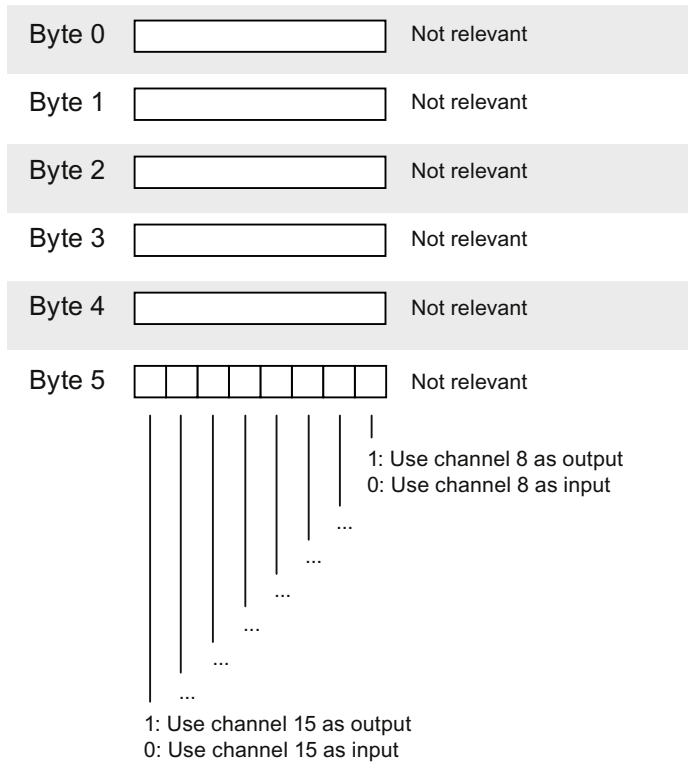 Byte 0 Not relevant
Byte 1 Not relevant
Byte 2 Not relevant
Byte 3 Not relevant
Byte 4 Not relevant
Byte 5 Not relevant
1: Use channel 8 as output
0: Use channel 8 as input
...
...
...
...
...
...
1: Use channel 15 as output
0: Use channel 15 as input